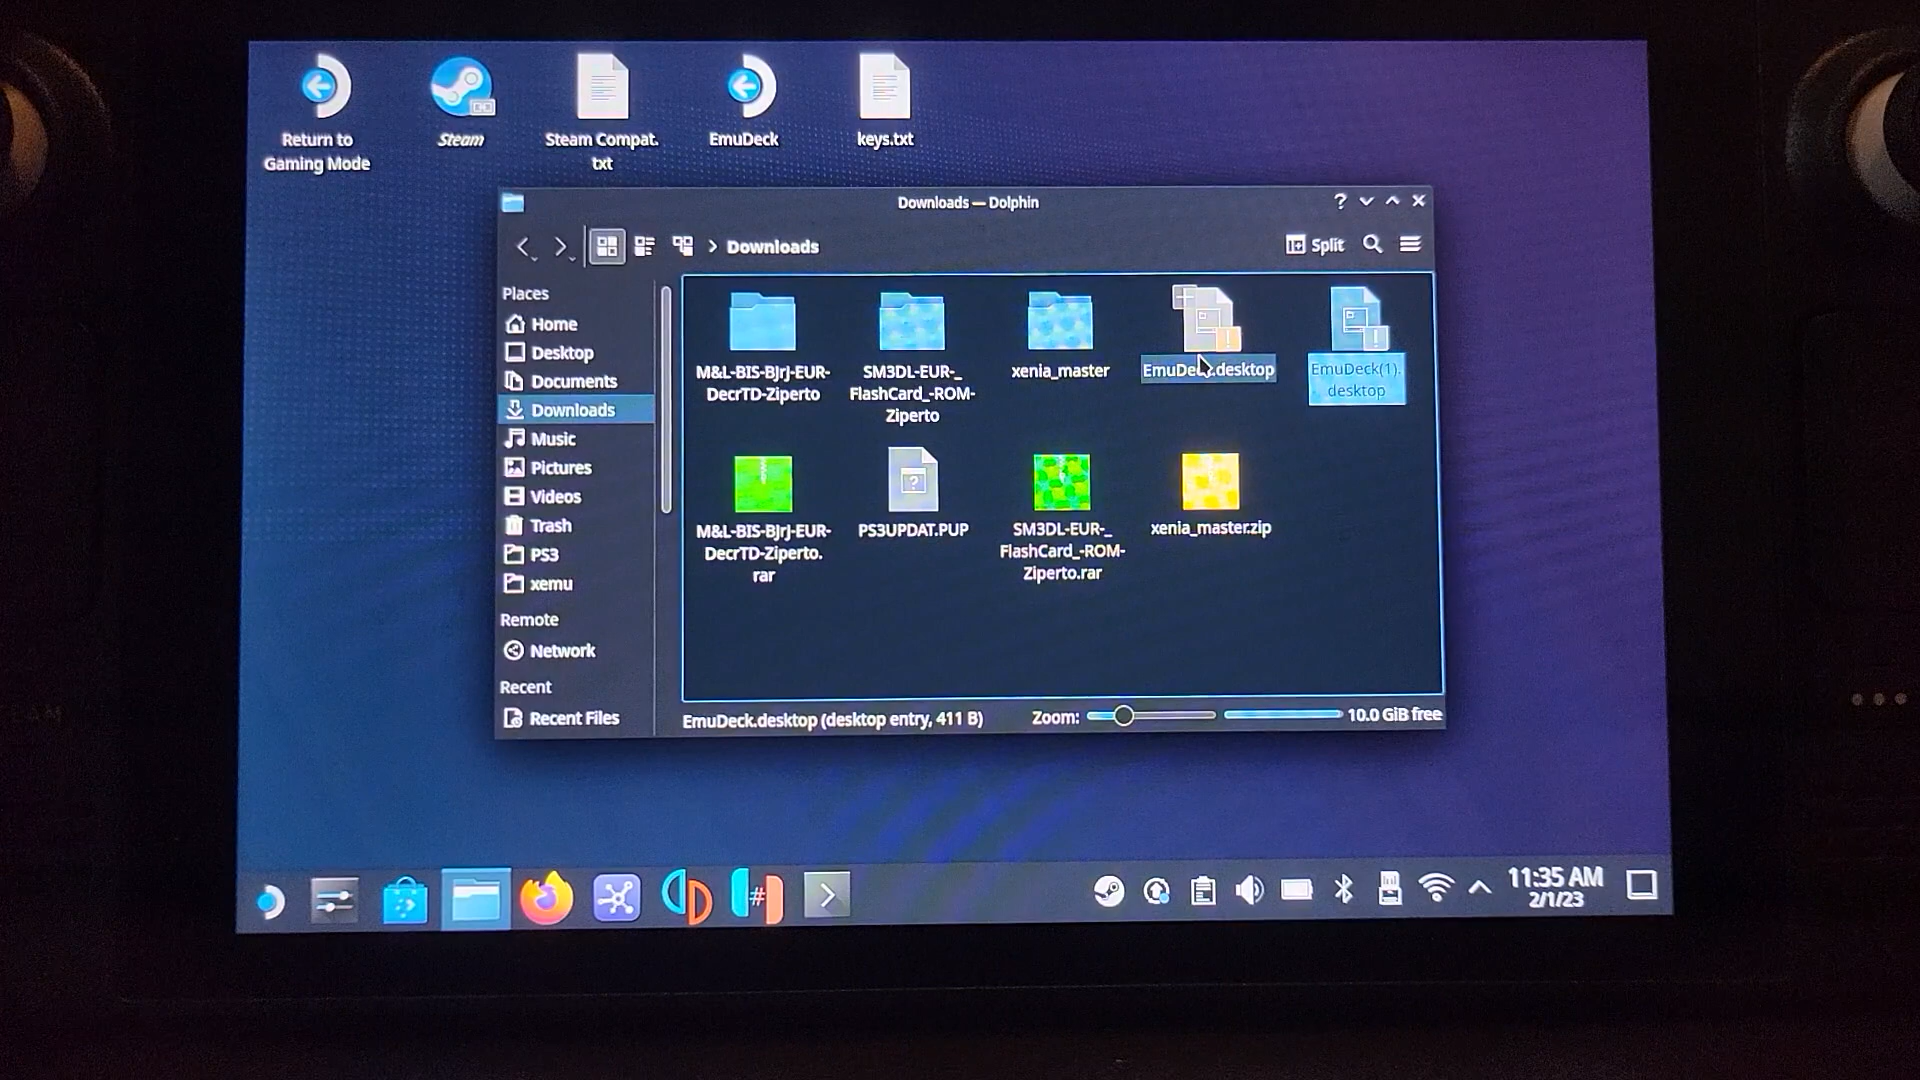 Return to
Gaming Mode
Steam
Steam Compat.
txt
EmuDeck
keys.txt
Downloads — Dolphin
Downloads
Split
Places
Home
Desktop
Documents
Downloads
Music
Pictures
Videos
Trash
PS3
xemu
Remote
Network
Recent
Recent Files
M&L-BIS-BJrJ-EUR-
DecrTD-Ziperto
SM3DL-EUR-_
FlashCard_-ROM-
Ziperto
xenia_master
EmuDeck.desktop
EmuDeck(1).
desktop
M&L-BIS-BJrJ-EUR-
DecrTD-Ziperto.
rar
PS3UPDAT.PUP
SM3DL-EUR-_
FlashCard_-ROM-
Ziperto.rar
xenia_master.zip
EmuDeck.desktop (desktop entry, 411 B)
Zoom:
10.0 GiB free
11:35 AM
2/1/23